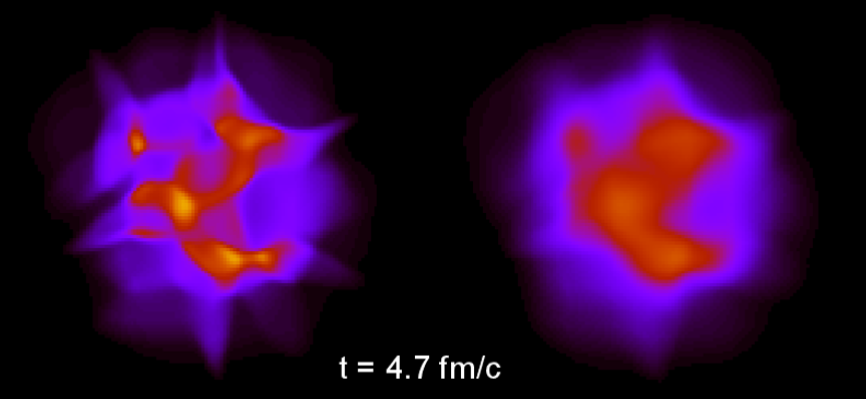 t = 4.7 fm/c